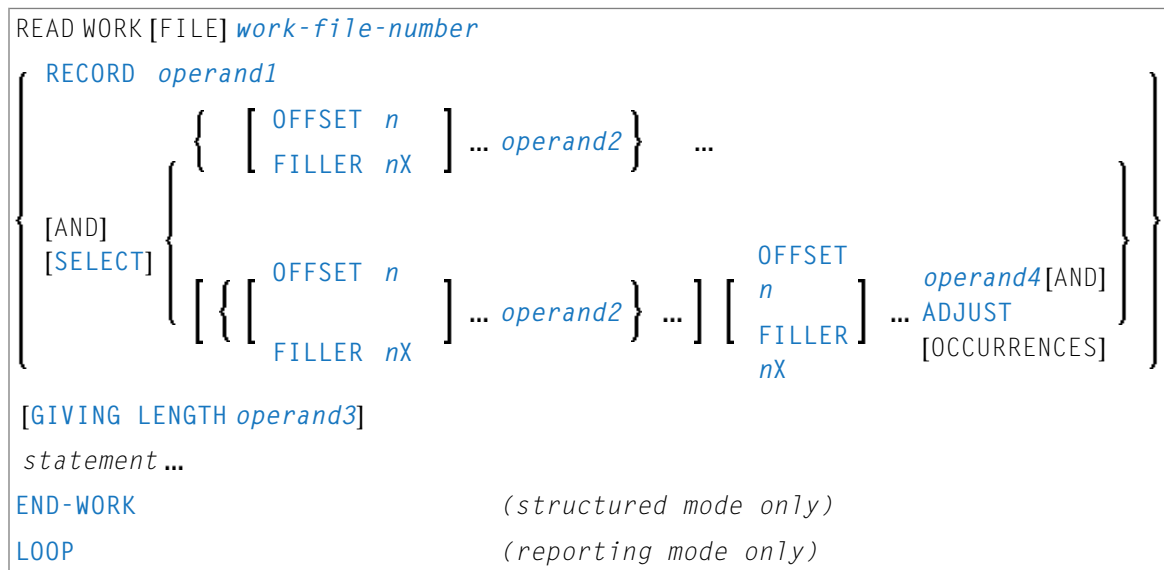 READ WORK [FILE] work-file-number
RECORD operand1
{ [ OFFSET n
FILLER nX ] ... operand2 } ...
[AND]
[SELECT]
[ { [ OFFSET n
FILLER nX ] ... operand2 } ... ] [ OFFSET
n
FILLER
nX ] ... operand4 [AND]
ADJUST
[OCCURRENCES]
[GIVING LENGTH operand3]
statement ...
END-WORK (structured mode only)
LOOP (reporting mode only)